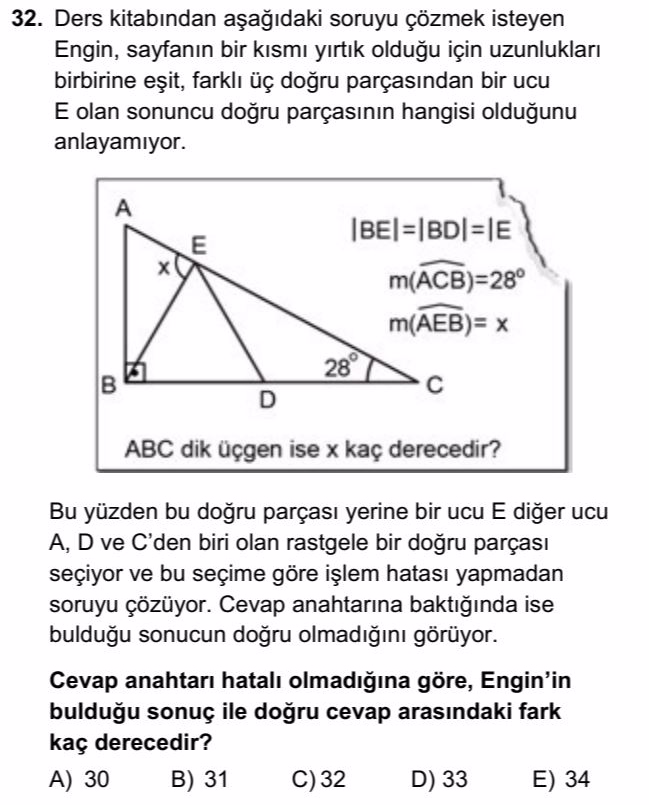 32. Ders kitabından aşağıdaki soruyu çözmek isteyen
Engin, sayfanın bir kısmı yırtık olduğu için uzunlukları
birbirine eşit, farklı üç doğru parçasından bir ucu
E olan sonuncu doğru parçasının hangisi olduğunu
anlayamıyor.
A
E
x
|BE|=|BD|=|E
m(ACB)=28°
m(AEB)= x
28°
B
D
C
ABC dik üçgen ise x kaç derecedir?
Bu yüzden bu doğru parçası yerine bir ucu E diğer ucu
A, D ve C'den biri olan rastgele bir doğru parçası
seçiyor ve bu seçime göre işlem hatası yapmadan
soruyu çözüyor. Cevap anahtarına baktığında ise
bulduğu sonucun doğru olmadığını görüyor.
Cevap anahtarı hatalı olmadığına göre, Engin'in
bulduğu sonuç ile doğru cevap arasındaki fark
kaç derecedir?
A) 30 B) 31 C) 32 D) 33 E) 34